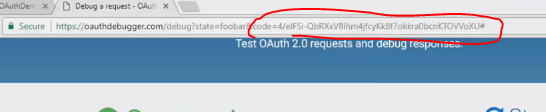 OAuthDem
Debug a request - OAuth
Secure https://oauthdebugger.com/debug?state=foobar&code=4/eIF5i-QbRXxV8Ihm4jfcyKk8f7okkra0bcnKTOVVoXU#
Test OAuth 2.0 requests and debug responses.